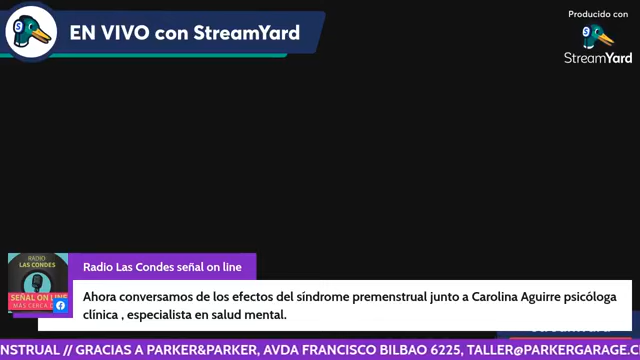 EN VIVO con StreamYard
Producido con
StreamYard
RADIO
LAS CONDES
SEÑAL ON LINE
MÁS CERCA D
Radio Las Condes señal on line
Ahora conversamos de los efectos del síndrome premenstrual junto a Carolina Aguirre psicóloga
clínica , especialista en salud mental.
NSTRUAL // GRACIAS A PARKER&PARKER, AVDA FRANCISCO BILBAO 6225, TALLER@PARKERGARAGE.C